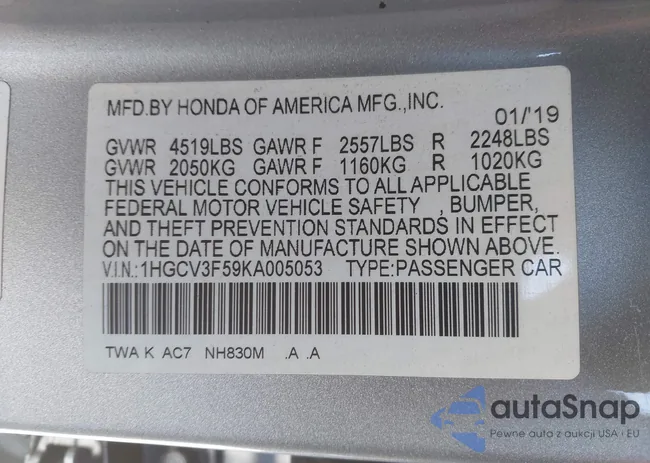 MFD.BY HONDA OF AMERICA MFG.,INC.
01/'19
GVWR 4519LBS GAWR F 2557LBS R 2248LBS
GVWR 2050KG GAWR F 1160KG R 1020KG
THIS VEHICLE CONFORMS TO ALL APPLICABLE
FEDERAL MOTOR VEHICLE SAFETY , BUMPER,
AND THEFT PREVENTION STANDARDS IN EFFECT
ON THE DATE OF MANUFACTURE SHOWN ABOVE.
V.I.N.:1HGCV3F59KA005053 TYPE:PASSENGER CAR
TWA K AC7 NH830M .A .A
autaSnap
Pewne auta z aukcji USA i EU